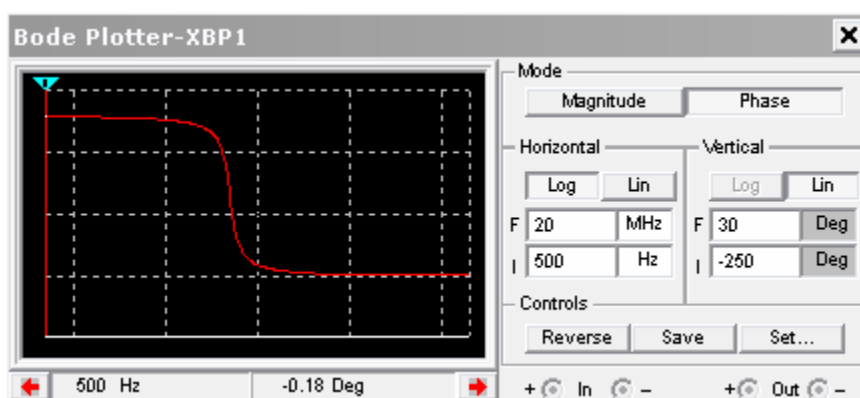 Bode Plotter-XBP1
Mode
Magnitude Phase
Horizontal Vertical
Log Lin Log Lin
F 20 MHz F 30 Deg
I 500 Hz I -250 Deg
Controls
Reverse Save Set...
500 Hz -0.18 Deg
+ In - + Out -